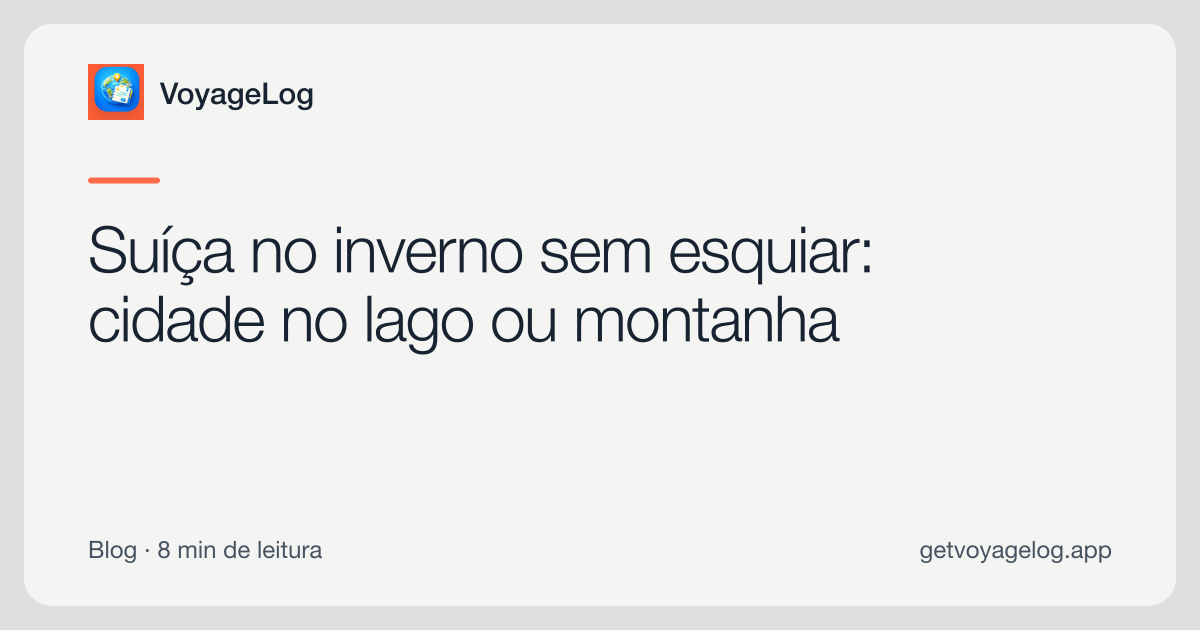 VoyageLog
Suíça no inverno sem esquiar:
cidade no lago ou montanha
Blog · 8 min de leitura
getvoyagelog.app